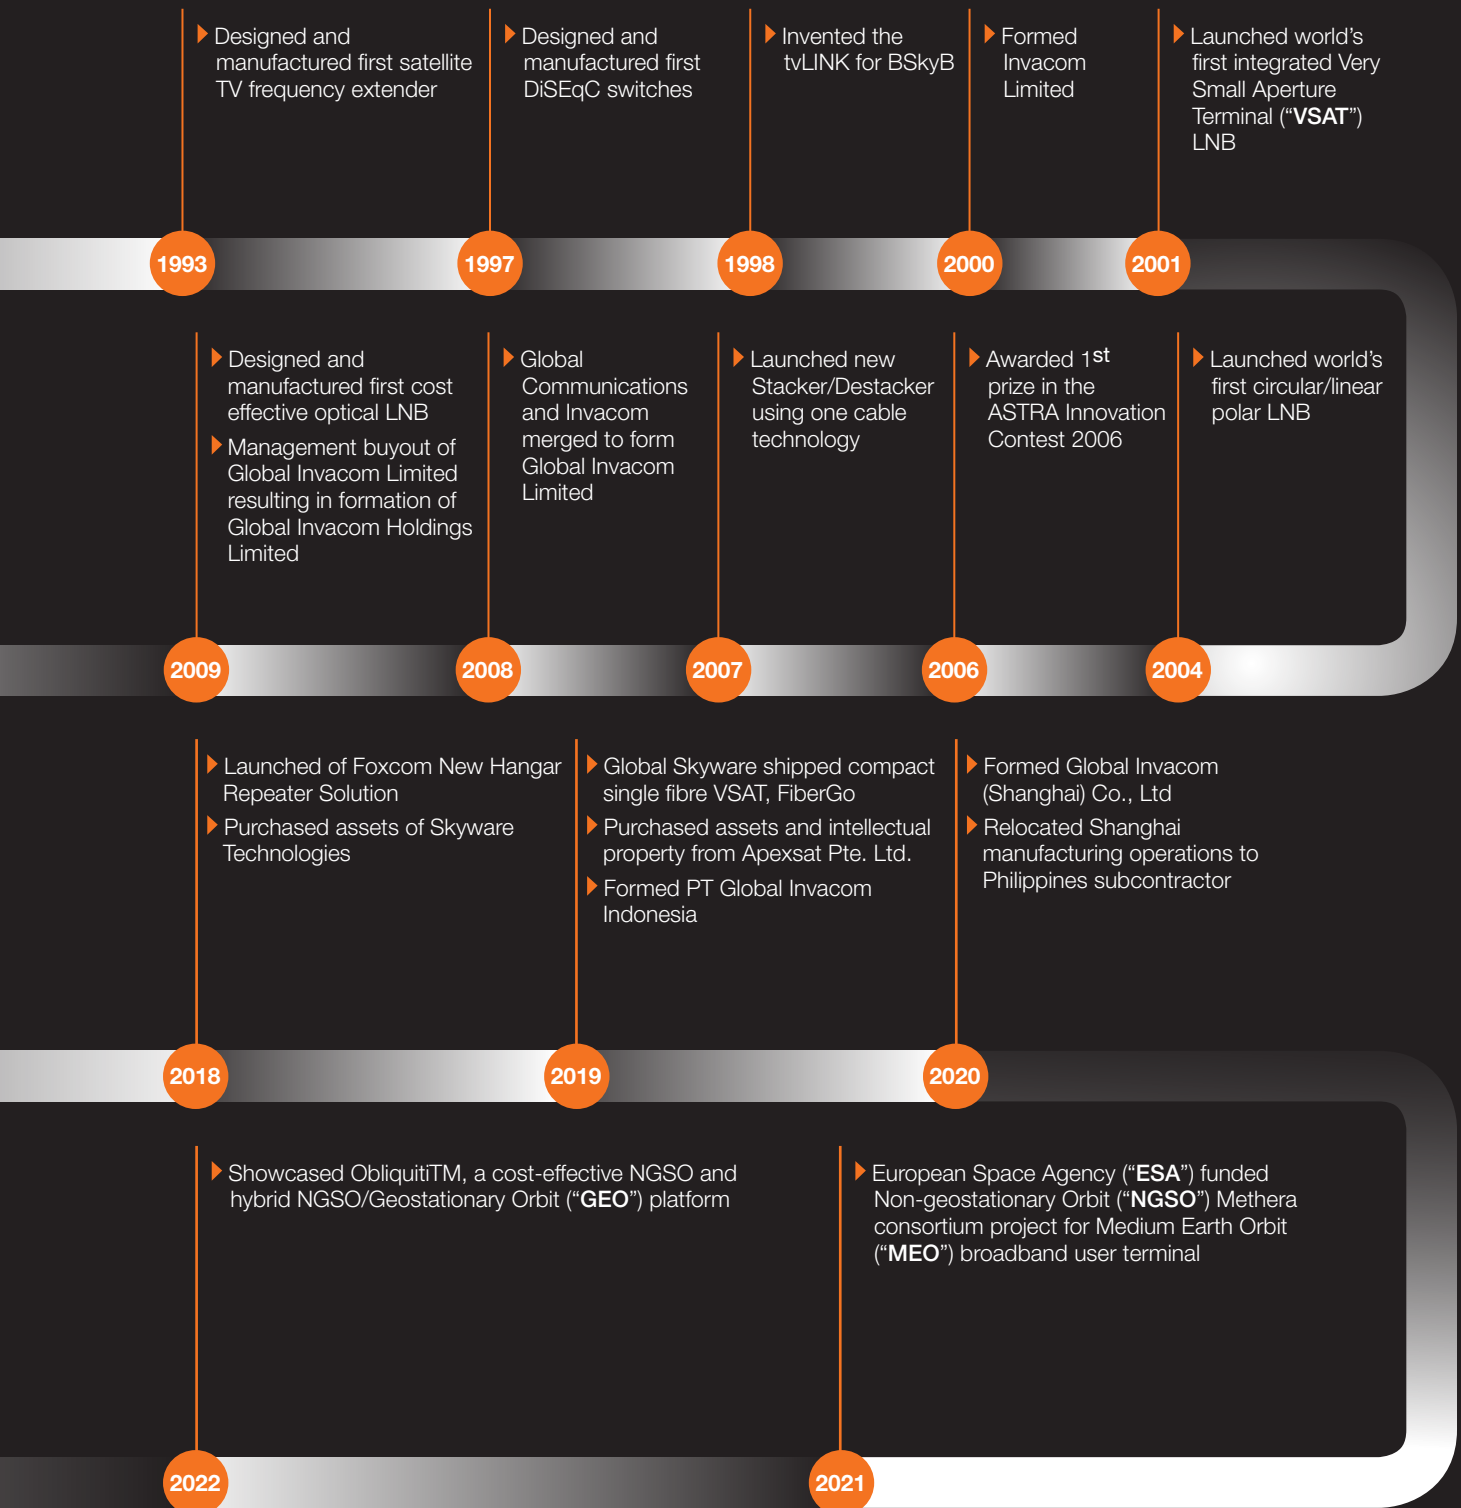 Designed and
manufactured first satellite
TV frequency extender
Designed and
manufactured first
DiSEqC switches
Invented the
tvLINK for BSkyB
Formed
Invacom
Limited
Launched world's
first integrated Very
Small Aperture
Terminal (“VSAT”)
LNB
1993
1997
1998
2000
2001
Designed and
manufactured first cost
effective optical LNB
Management buyout of
Global Invacom Limited
resulting in formation of
Global Invacom Holdings
Limited
Global
Communications
and Invacom
merged to form
Global Invacom
Limited
Launched new
Stacker/Destacker
using one cable
technology
Awarded 1st
prize in the
ASTRA Innovation
Contest 2006
Launched world's
first circular/linear
polar LNB
2009
2008
2007
2006
2004
Launched of Foxcom New Hangar
Repeater Solution
Purchased assets of Skyware
Technologies
Global Skyware shipped compact
single fibre VSAT, FiberGo
Purchased assets and intellectual
property from Apexsat Pte. Ltd.
Formed PT Global Invacom
Indonesia
Formed Global Invacom
(Shanghai) Co., Ltd
Relocated Shanghai
manufacturing operations to
Philippines subcontractor
2018
2019
2020
Showcased ObliquitiTM, a cost-effective NGSO and
hybrid NGSO/Geostationary Orbit (“GEO”) platform
European Space Agency (“ESA”) funded
Non-geostationary Orbit (“NGSO”) Methera
consortium project for Medium Earth Orbit
(“MEO”) broadband user terminal
2022
2021